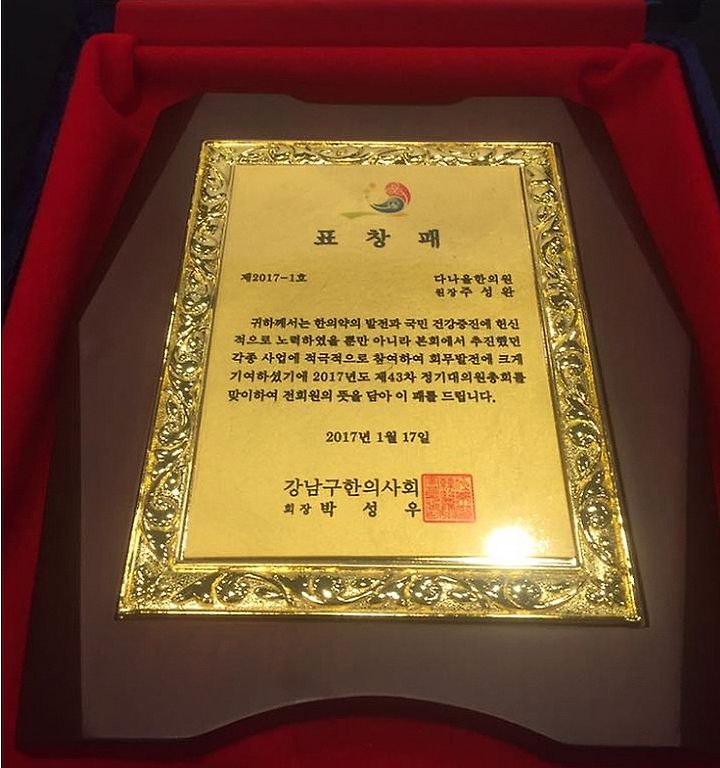 표 창 패
제2017-1호
다나을한의원
원장 주 성 완
귀하께서는 한의약의 발전과 국민 건강증진에 헌신
적으로 노력하였을 뿐만 아니라 본회에서 추진했던
각종 사업에 적극적으로 참여하여 회무발전에 크게
기여하셨기에 2017년도 제43차 정기대의원총회를
맞이하여 전회원의 뜻을 담아 이 패를 드립니다.
2017년 1월 17일
강남구한의사회
회장 박 성 우